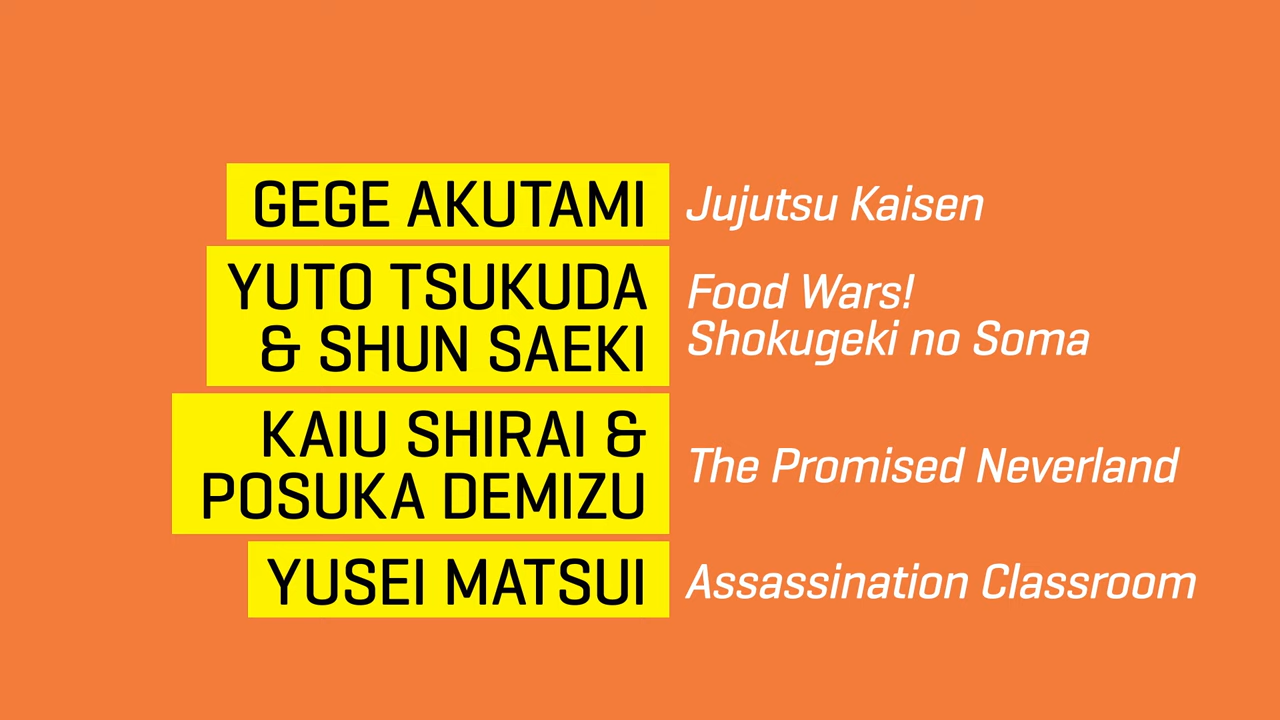 GEGE AKUTAMI
Jujutsu Kaisen
YUTO TSUKUDA
& SHUN SAEKI
Food Wars!
Shokugeki no Soma
KAIU SHIRAI &
POSUKA DEMIZU
The Promised Neverland
YUSEI MATSUI
Assassination Classroom